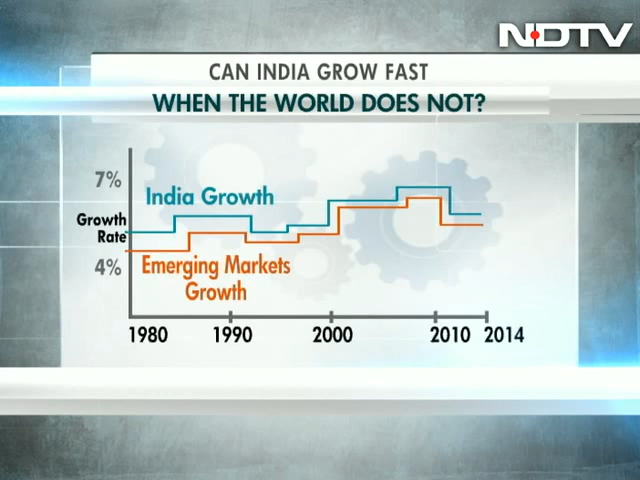 NDTV
CAN INDIA GROW FAST
WHEN THE WORLD DOES NOT?
7%
India Growth
Growth
Rate
4%
Emerging Markets
Growth
1980 1990 2000 2010 2014